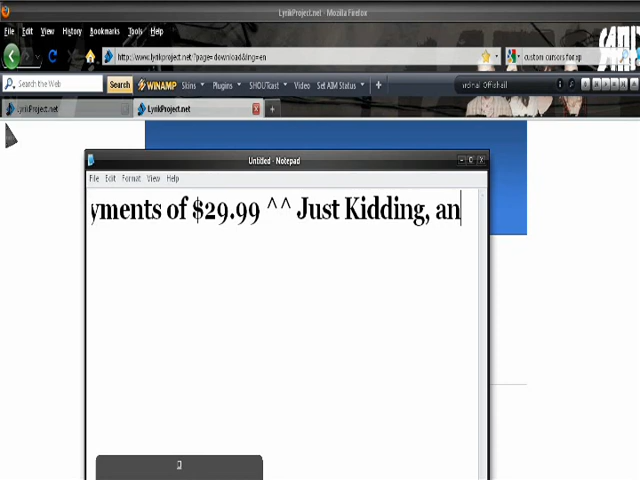 LyrikProject.net - Mozilla Firefox
File Edit View History Bookmarks Tools Help
http://www.lyrikproject.net/?page=download&lng=en
custom cursors for xp
Search the Web Search WINAMP Skins Plugins SHOUTcast Video Set AIM Status
LyrikProject.net LyrikProject.net
Untitled - Notepad
File Edit Format View Help
yments of $29.99 ^^ Just Kidding, an